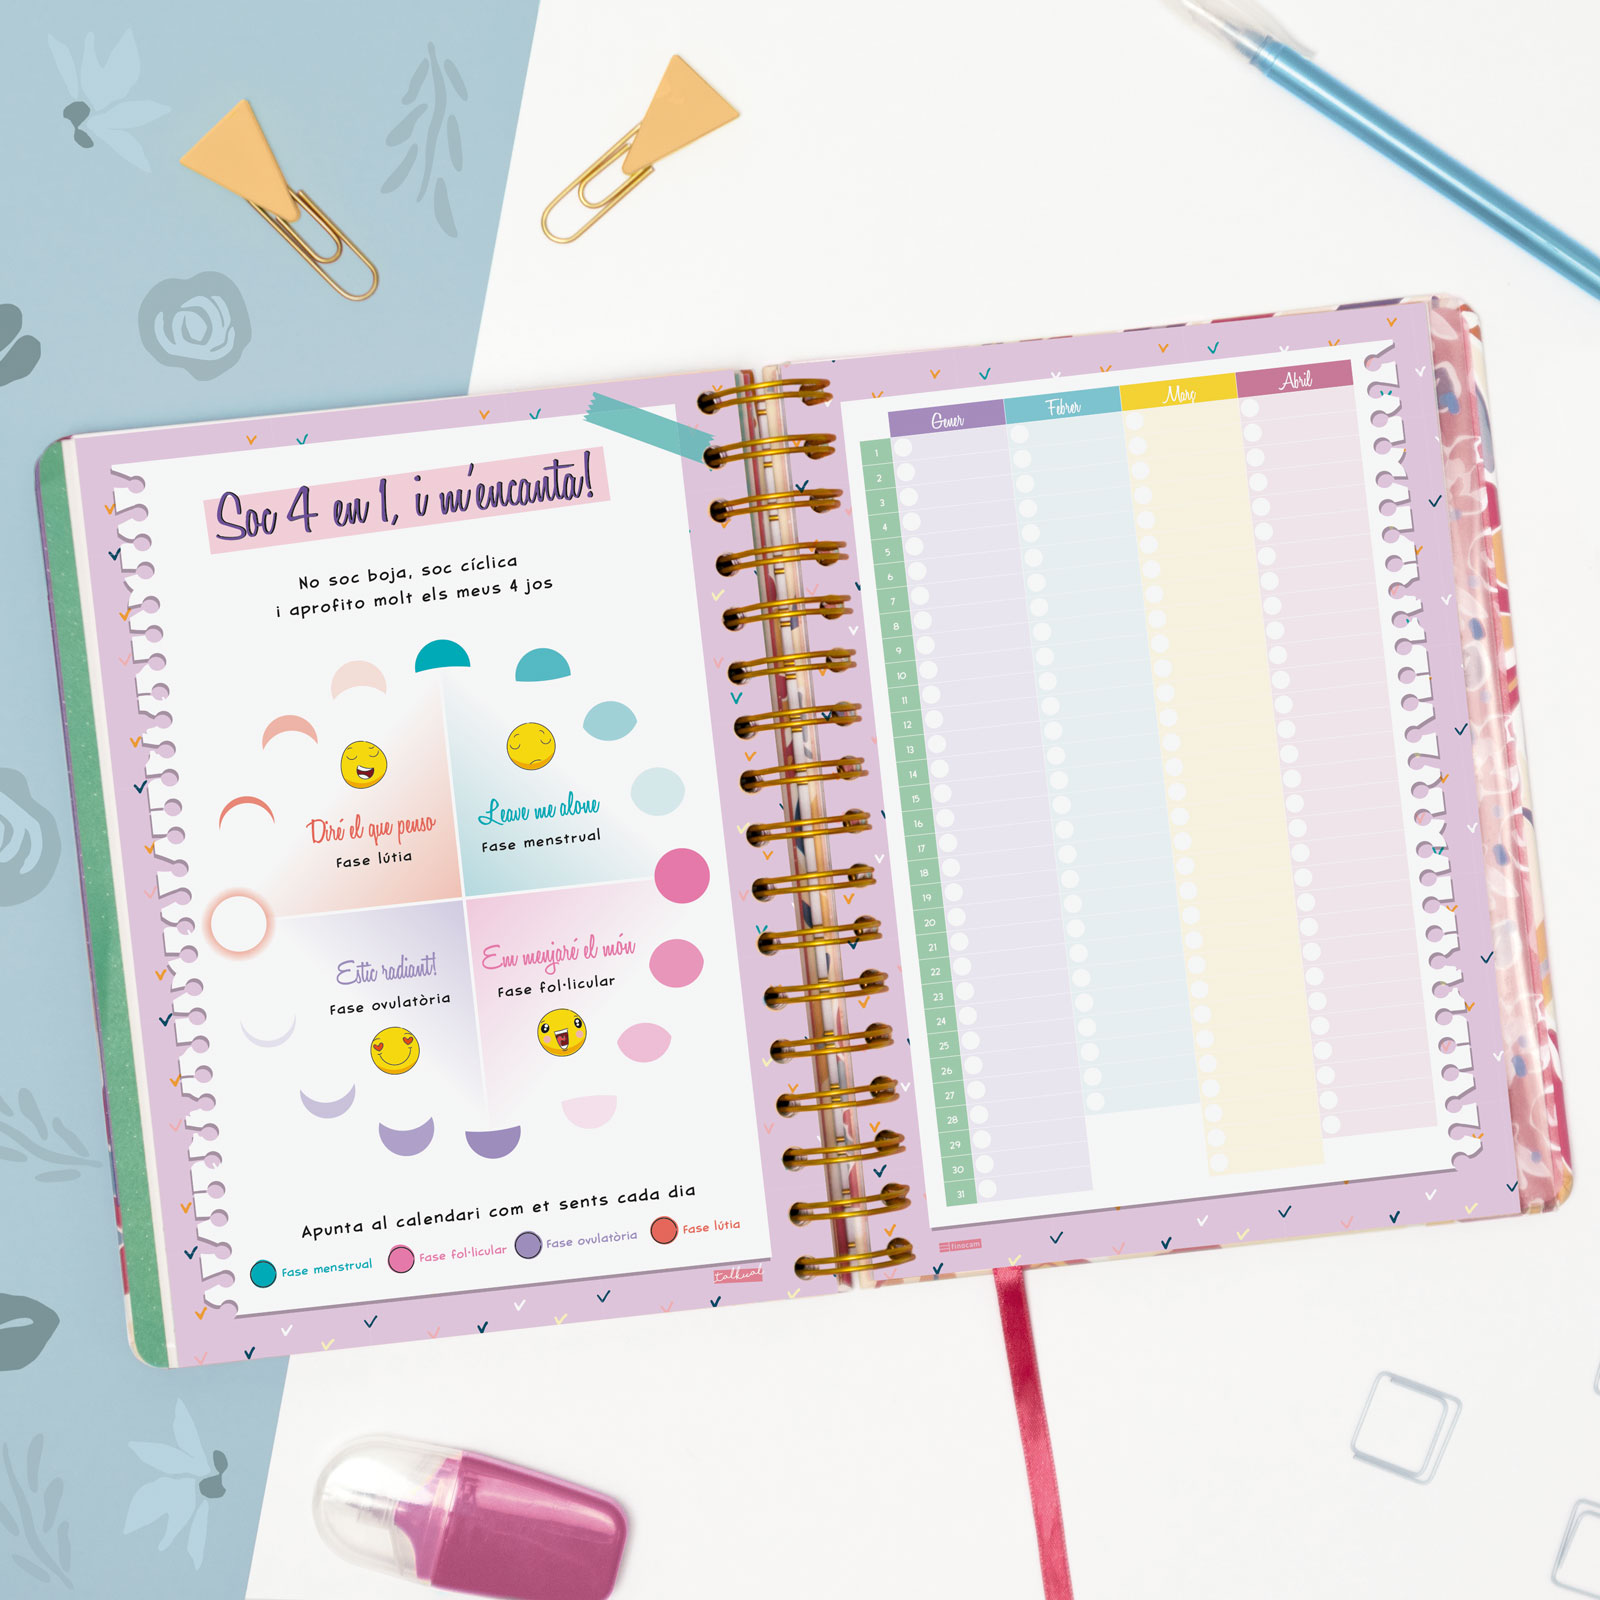 Soc 4 en 1, i m'encanta!
No soc boja, soc cíclica
i aprofito molt els meus 4 jos
Diré el que penso
Fase lútia
Leave me alone
Fase menstrual
Estic radiant!
Fase ovulatòria
Em menjaré el món
Fase fol·licular
Apunta al calendari com et sents cada dia
Fase menstrual
Fase fol·licular
Fase ovulatòria
Fase lútia
talkual
Gener
Febrer
Març
Abril
1
2
3
4
5
6
7
8
9
10
11
12
13
14
15
16
17
18
19
20
21
22
23
24
25
26
27
28
29
30
31
finocam